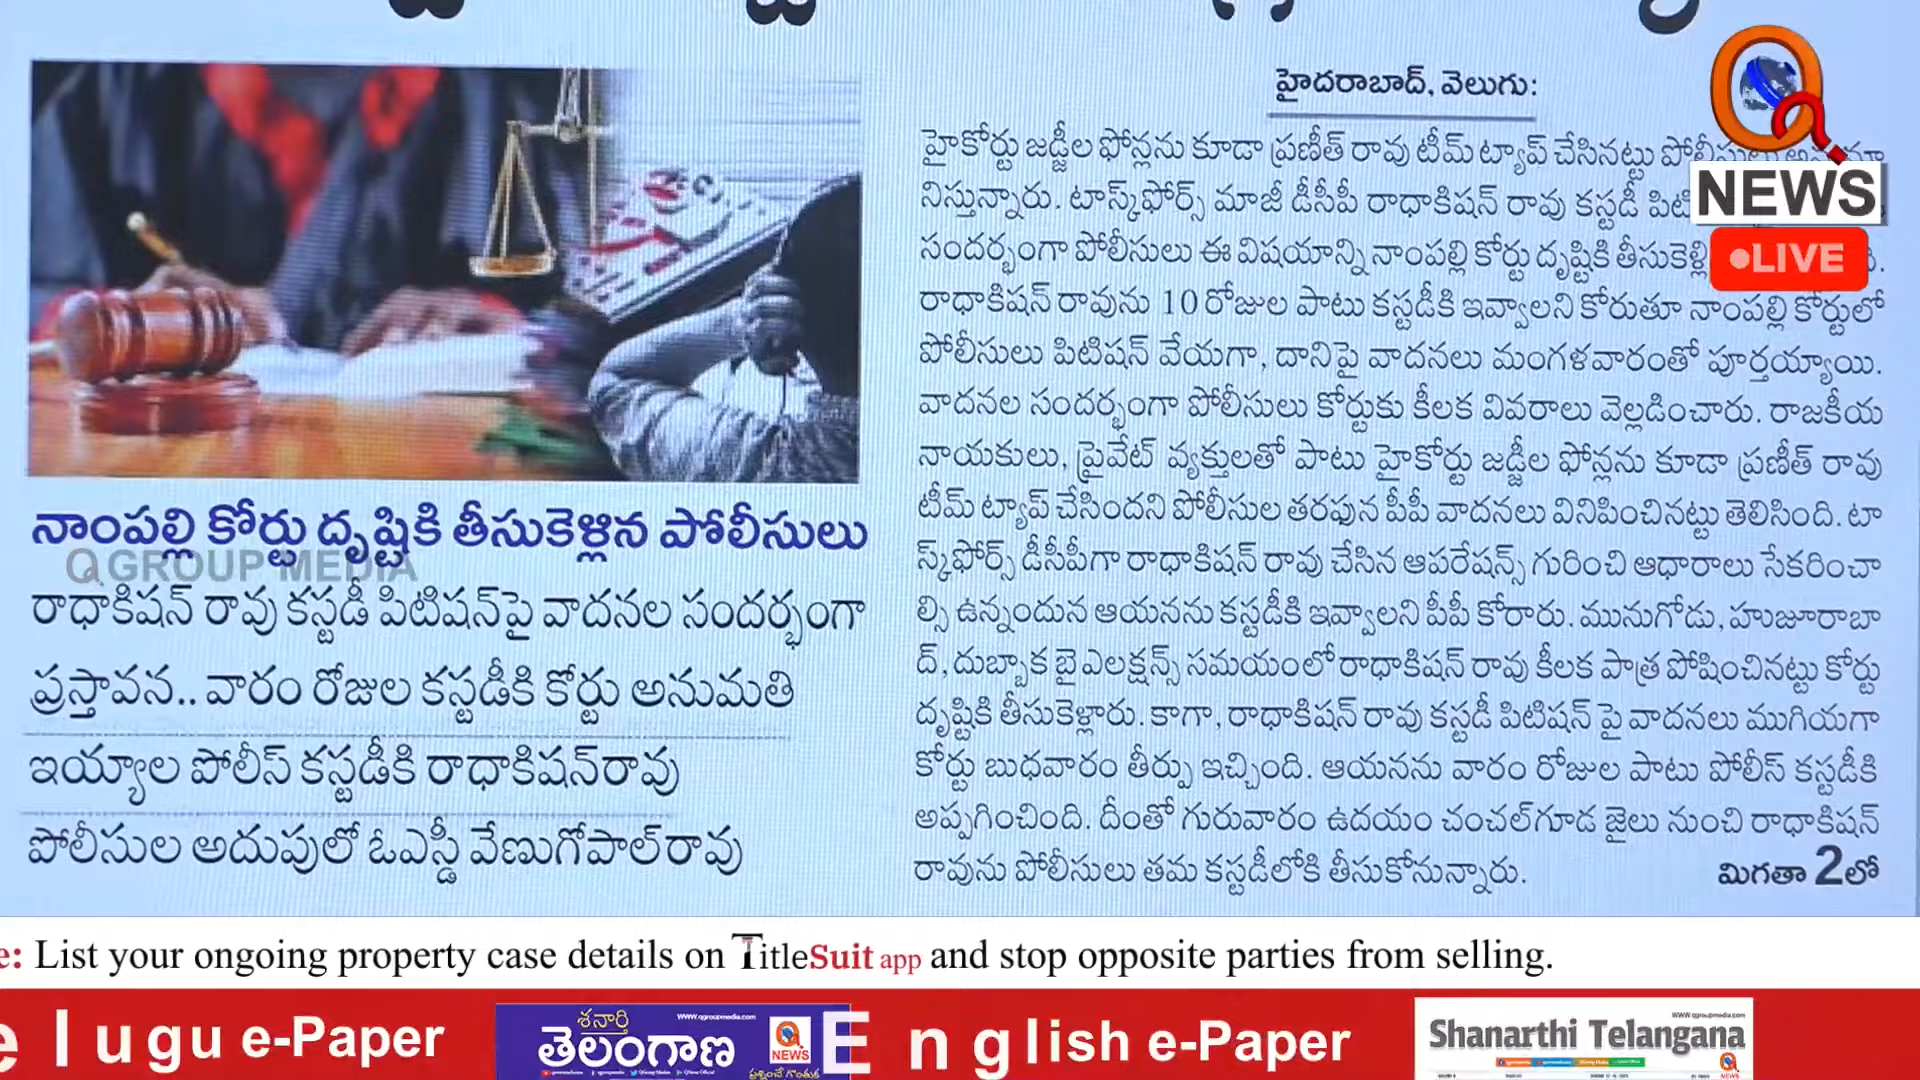 హైదరాబాద్, వెలుగు:
హైకోర్టు జడ్జీల ఫోన్లను కూడా ప్రణీత్ రావు టీమ్ ట్యాప్ చేసినట్టు
నిస్తున్నారు. టాస్క్‌ఫోర్స్ మాజీ డీసీపీ రాధాకిషన్ రావు కస్టడీ
సందర్భంగా పోలీసులు ఈ విషయాన్ని నాంపల్లి కోర్టు దృష్టికి
రాధాకిషన్ రావును 10 రోజుల పాటు కస్టడీకి ఇవ్వాలని కోరుతూ నాంపల్లి కోర్టులో
పోలీసులు పిటిషన్ వేయగా, దానిపై వాదనలు మంగళవారంతో పూర్తయ్యాయి.
వాదనల సందర్భంగా పోలీసులు కోర్టుకు కీలక వివరాలు వెల్లడించారు. రాజకీయ
నాయకులు, ప్రైవేట్ వ్యక్తులతో పాటు హైకోర్టు జడ్జీల ఫోన్లను కూడా ప్రణీత్ రావు
టీమ్ ట్యాప్ చేసిందని పోలీసుల తరఫున పీపీ వాదనలు వినిపించినట్టు తెలిసింది. టా
స్క్‌ఫోర్స్ డీసీపీగా రాధాకిషన్ రావు చేసిన ఆపరేషన్స్ గురించి ఆధారాలు సేకరించా
ల్సి ఉన్నందున ఆయనను కస్టడీకి ఇవ్వాలని పీపీ కోరారు. మునుగోడు, హుజూరాబా
ద్, దుబ్బాక బై ఎలక్షన్స్ సమయంలో రాధాకిషన్ రావు కీలక పాత్ర పోషించినట్టు కోర్టు
దృష్టికి తీసుకెళ్లారు. కాగా, రాధాకిషన్ రావు కస్టడీ పిటిషన్ పై వాదనలు ముగియగా
కోర్టు బుధవారం తీర్పు ఇచ్చింది. ఆయనను వారం రోజుల పాటు పోలీస్ కస్టడీకి
అప్పగించింది. దీంతో గురువారం ఉదయం చంచల్‌గూడ జైలు నుంచి రాధాకిషన్
రావును పోలీసులు తమ కస్టడీలోకి తీసుకోనున్నారు. మిగతా 2లో
నాంపల్లి కోర్టు దృష్టికి తీసుకెళ్లిన పోలీసులు
Q GROUP MEDIA
రాధాకిషన్ రావు కస్టడీ పిటిషన్‌పై వాదనల సందర్భంగా
ప్రస్తావన.. వారం రోజుల కస్టడీకి కోర్టు అనుమతి
ఇయ్యాల పోలీస్ కస్టడీకి రాధాకిషన్‌రావు
పోలీసుల అదుపులో ఓఎస్డీ వేణుగోపాల్‌రావు
Q
NEWS
LIVE
e: List your ongoing property case details on TitleSuit app and stop opposite parties from selling.
elugu e-Paper
శనార్తి
తెలంగాణ
www.qgroupmedia.com
NEWS
ప్రశ్నించే గొంతుక
English e-Paper
Shanarthi Telangana